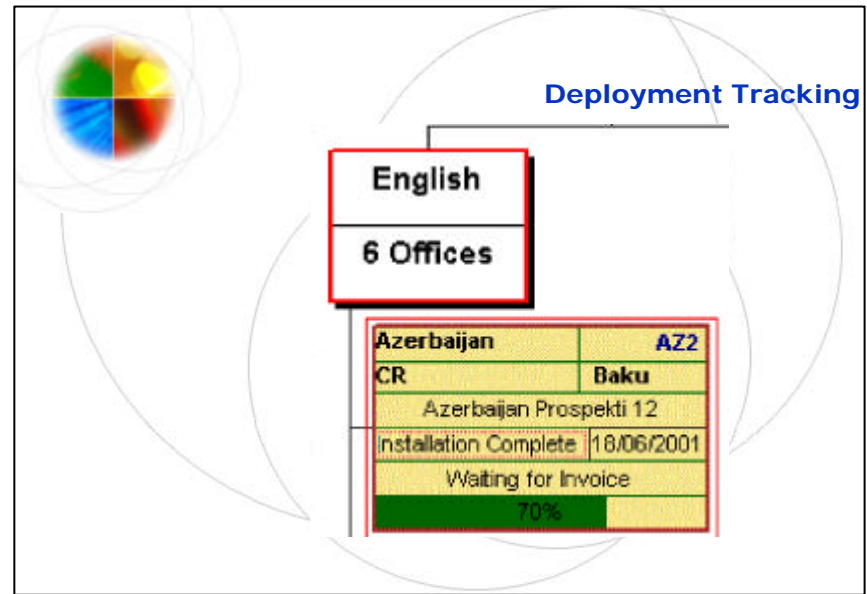 Deployment Tracking
English
6 Offices
Azerbaijan AZ2
CR Baku
Azerbaijan Prospekti 12
Installation Complete 18/06/2001
Waiting for Invoice
70%